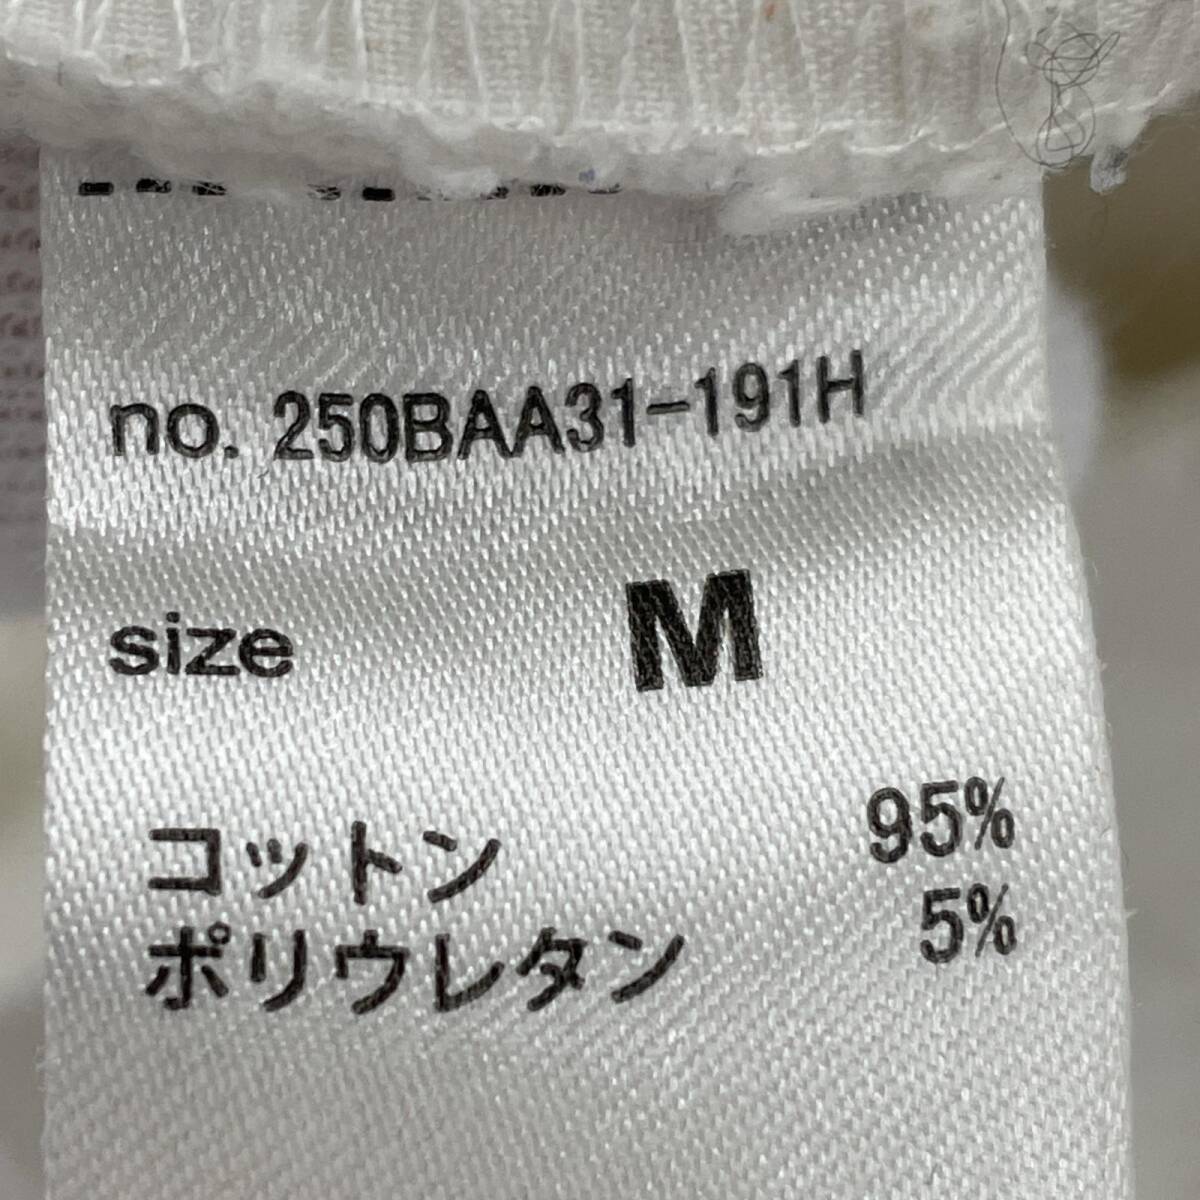 no. 250BAA31-191H
size M
コットン 95%
ポリウレタン 5%